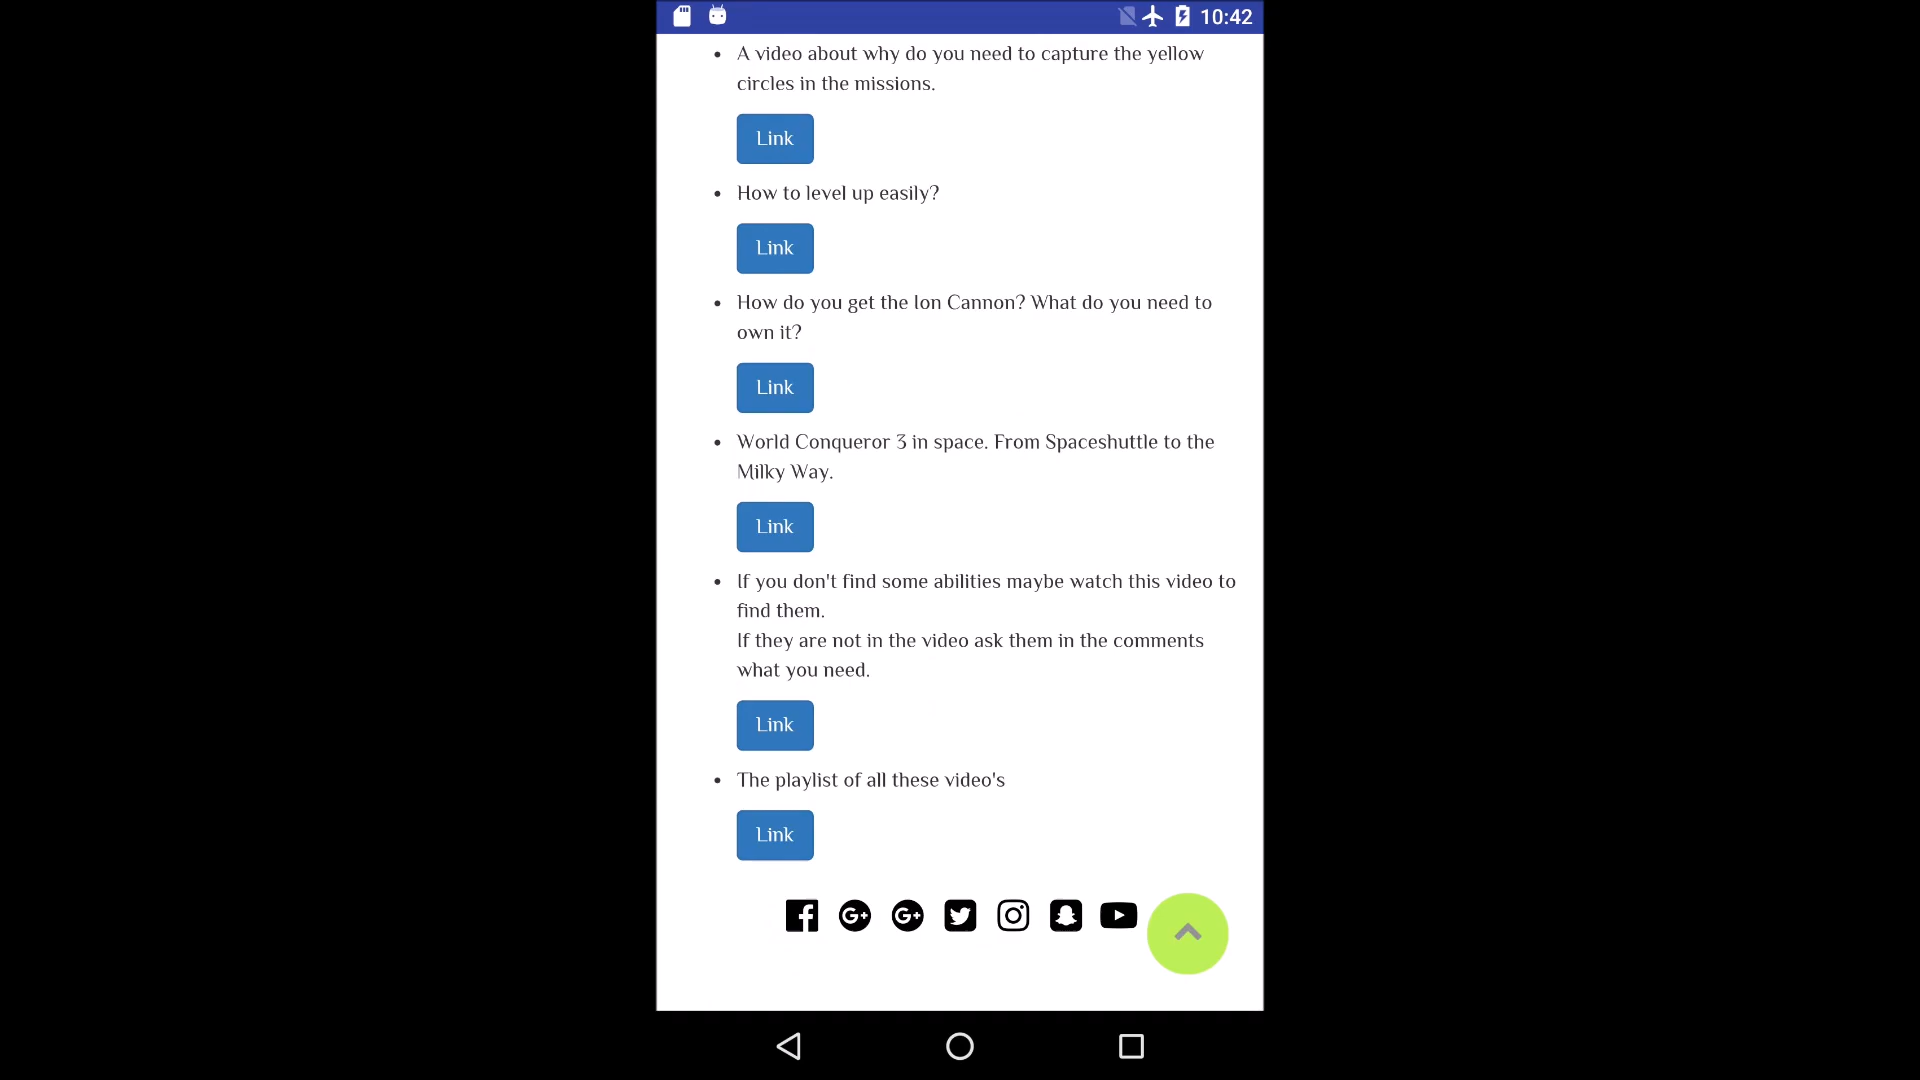 10:42
A video about why do you need to capture the yellow
circles in the missions.
Link
How to level up easily?
Link
How do you get the Ion Cannon? What do you need to
own it?
Link
World Conqueror 3 in space. From Spaceshuttle to the
Milky Way.
Link
If you don't find some abilities maybe watch this video to
find them.
If they are not in the video ask them in the comments
what you need.
Link
The playlist of all these video's
Link